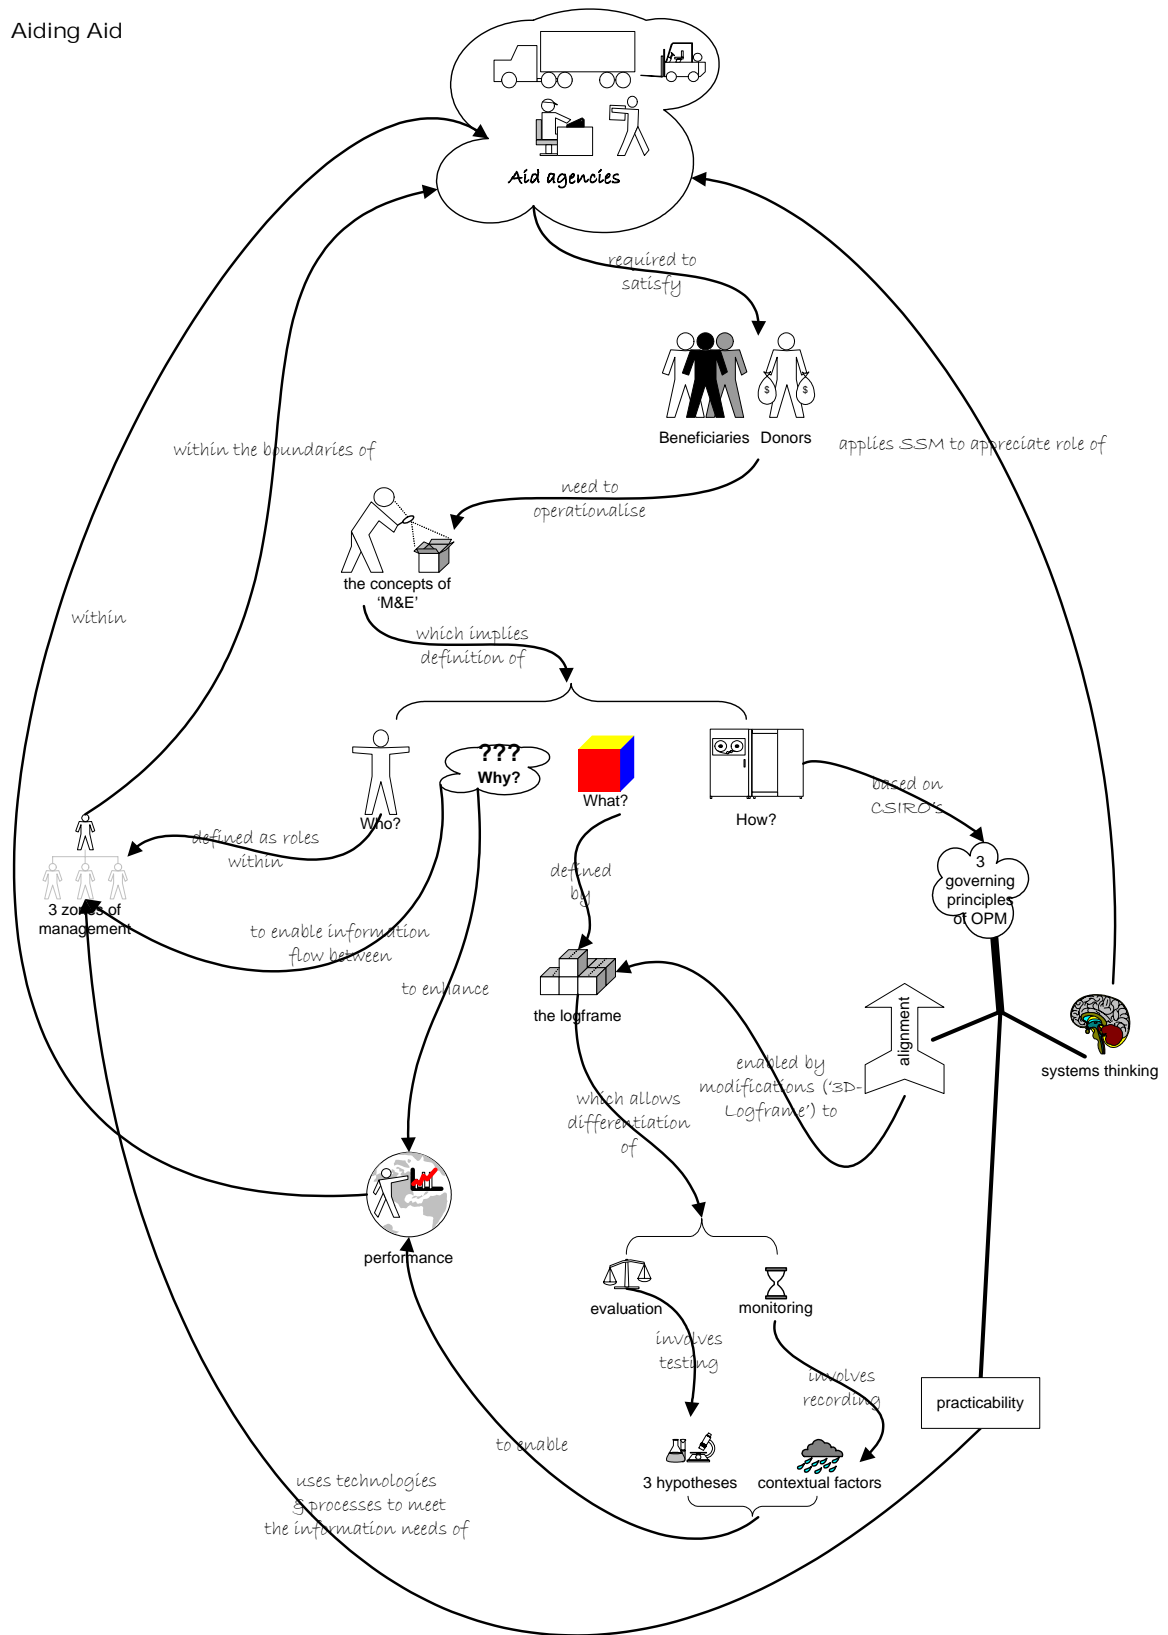 Aiding Aid
Aid agencies
required to
satisfy
$
$
Beneficiaries
Donors
within the boundaries of
applies SSM to appreciate role of
need to
operationalise
the concepts of
‘M&E’
within
which implies
definition of
???
Why?
What?
Who?
How?
based on
CSIRO's
defined as roles
within
3
governing
principles
of OPM
defined
by
3 zones of
management
to enable information
flow between
to enhance
the logframe
alignment
systems thinking
enabled by
modifications ('3D-
Logframe') to
which allows
differentiation
of
performance
evaluation
monitoring
involves
testing
involves
recording
practicability
to enable
3 hypotheses
contextual factors
uses technologies
& processes to meet
the information needs of